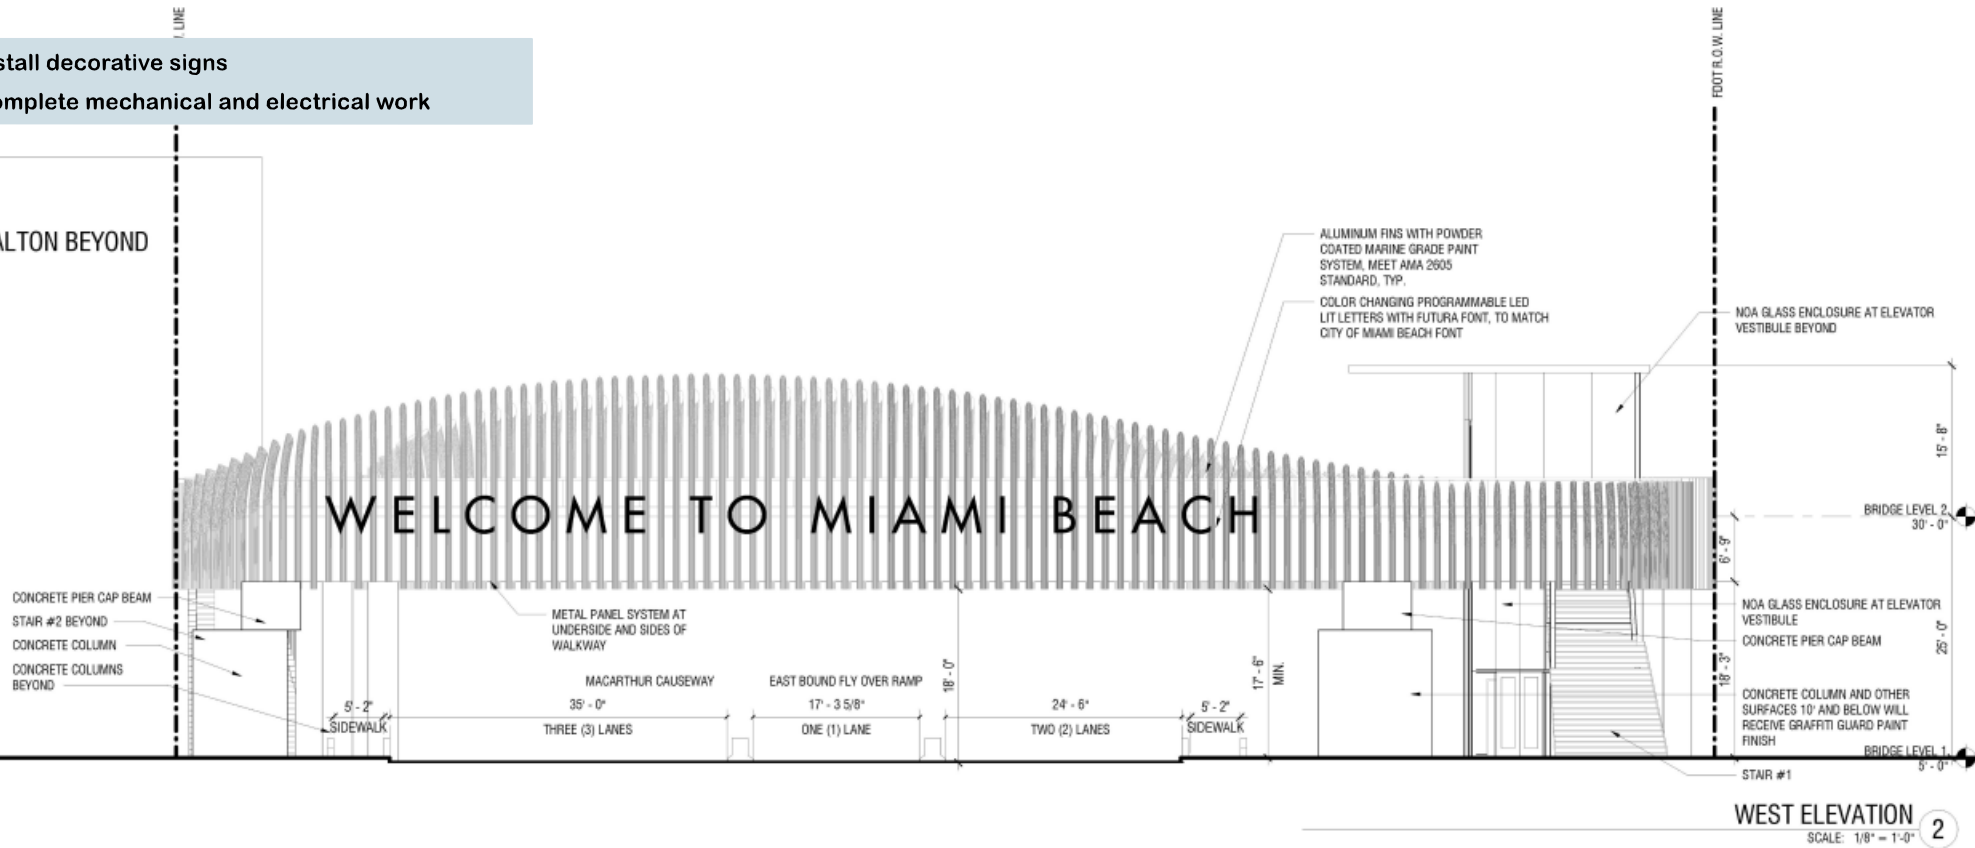 . LINE
stall decorative signs
omplete mechanical and electrical work
ALTON BEYOND
FDOT R.O.W. LINE
ALUMINUM FINS WITH POWDER
COATED MARINE GRADE PAINT
SYSTEM, MEET AMA 2605
STANDARD, TYP.
COLOR CHANGING PROGRAMMABLE LED
LIT LETTERS WITH FUTURA FONT, TO MATCH
CITY OF MIAMI BEACH FONT
NOA GLASS ENCLOSURE AT ELEVATOR
VESTIBULE BEYOND
15' - 8"
WELCOME TO MIAMI BEACH
BRIDGE LEVEL 2
30' - 0"
6' - 9"
CONCRETE PIER CAP BEAM
STAIR #2 BEYOND
CONCRETE COLUMN
CONCRETE COLUMNS
BEYOND
METAL PANEL SYSTEM AT
UNDERSIDE AND SIDES OF
WALKWAY
NOA GLASS ENCLOSURE AT ELEVATOR
VESTIBULE
CONCRETE PIER CAP BEAM
25' - 0"
18' - 0"
17' - 6"
MIN.
18' - 3"
MACARTHUR CAUSEWAY
EAST BOUND FLY OVER RAMP
5' - 2"
35' - 0"
17' - 3 5/8"
24' - 6"
5' - 2"
SIDEWALK
THREE (3) LANES
ONE (1) LANE
TWO (2) LANES
SIDEWALK
CONCRETE COLUMN AND OTHER
SURFACES 10' AND BELOW WILL
RECEIVE GRAFFITI GUARD PAINT
FINISH
BRIDGE LEVEL 1
5' - 0"
STAIR #1
WEST ELEVATION
2
SCALE: 1/8" = 1'-0"